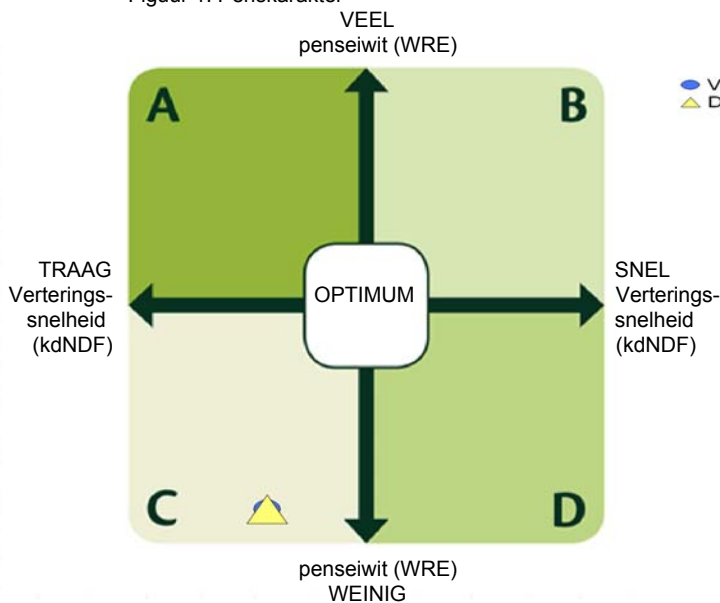 VEEL
penseiwit (WRE)
A
B
TRAAG
Verterings-
snelheid
(kdNDF)
OPTIMUM
SNEL
Verterings-
snelheid
(kdNDF)
C
D
penseiwit (WRE)
WEINIG